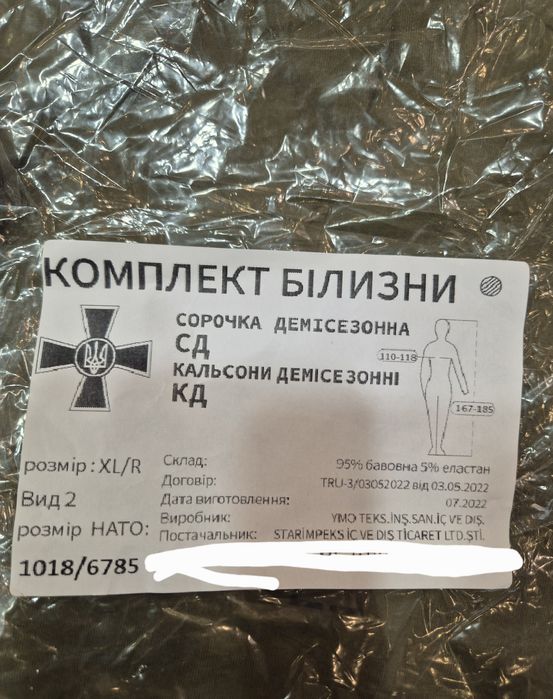 КОМПЛЕКТ БІЛИЗНИ
СОРОЧКА ДЕМІСЕЗОННА
СД
КАЛЬСОНИ ДЕМІСЕЗОННІ
КД
110-118
167-185
розмір : XL/R
Вид 2
розмір НАТО:
1018/6785
Склад: 95% бавовна 5% еластан
Договір: TRU-3/03052022 від 03.05.2022
Дата виготовлення: 07.2022
Виробник: YMO TEKS.İNŞ.SAN.İÇ VE DIŞ.
Постачальник: STARİMPEKS İÇ VE DIŞ TİCARET LTD.ŞTİ.